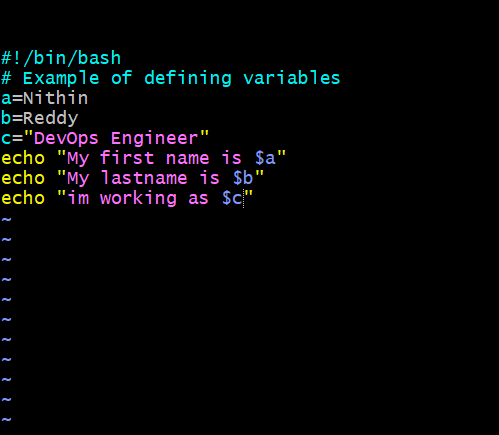 #!/bin/bash
# Example of defining variables
a=Nithin
b=Reddy
c="DevOps Engineer"
echo "My first name is $a"
echo "My lastname is $b"
echo "im working as $c"
~
~
~
~
~
~
~
~
~
~
~